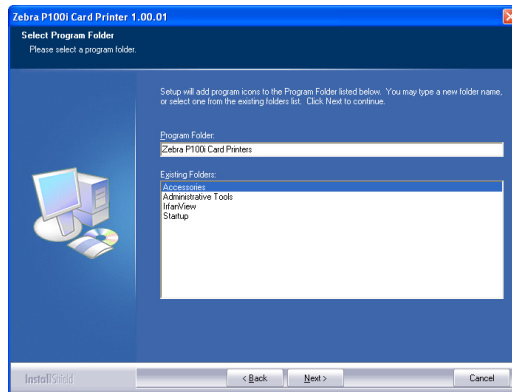 Zebra P100i Card Printer 1.00.01
Select Program Folder
Please select a program folder.
Setup will add program icons to the Program Folder listed below. You may type a new folder name,
or select one from the existing folders list. Click Next to continue.
Program Folder:
Zebra P100i Card Printers
Existing Folders:
Accessories
Administrative Tools
IrfanView
Startup
InstallShield
< Back
Next >
Cancel